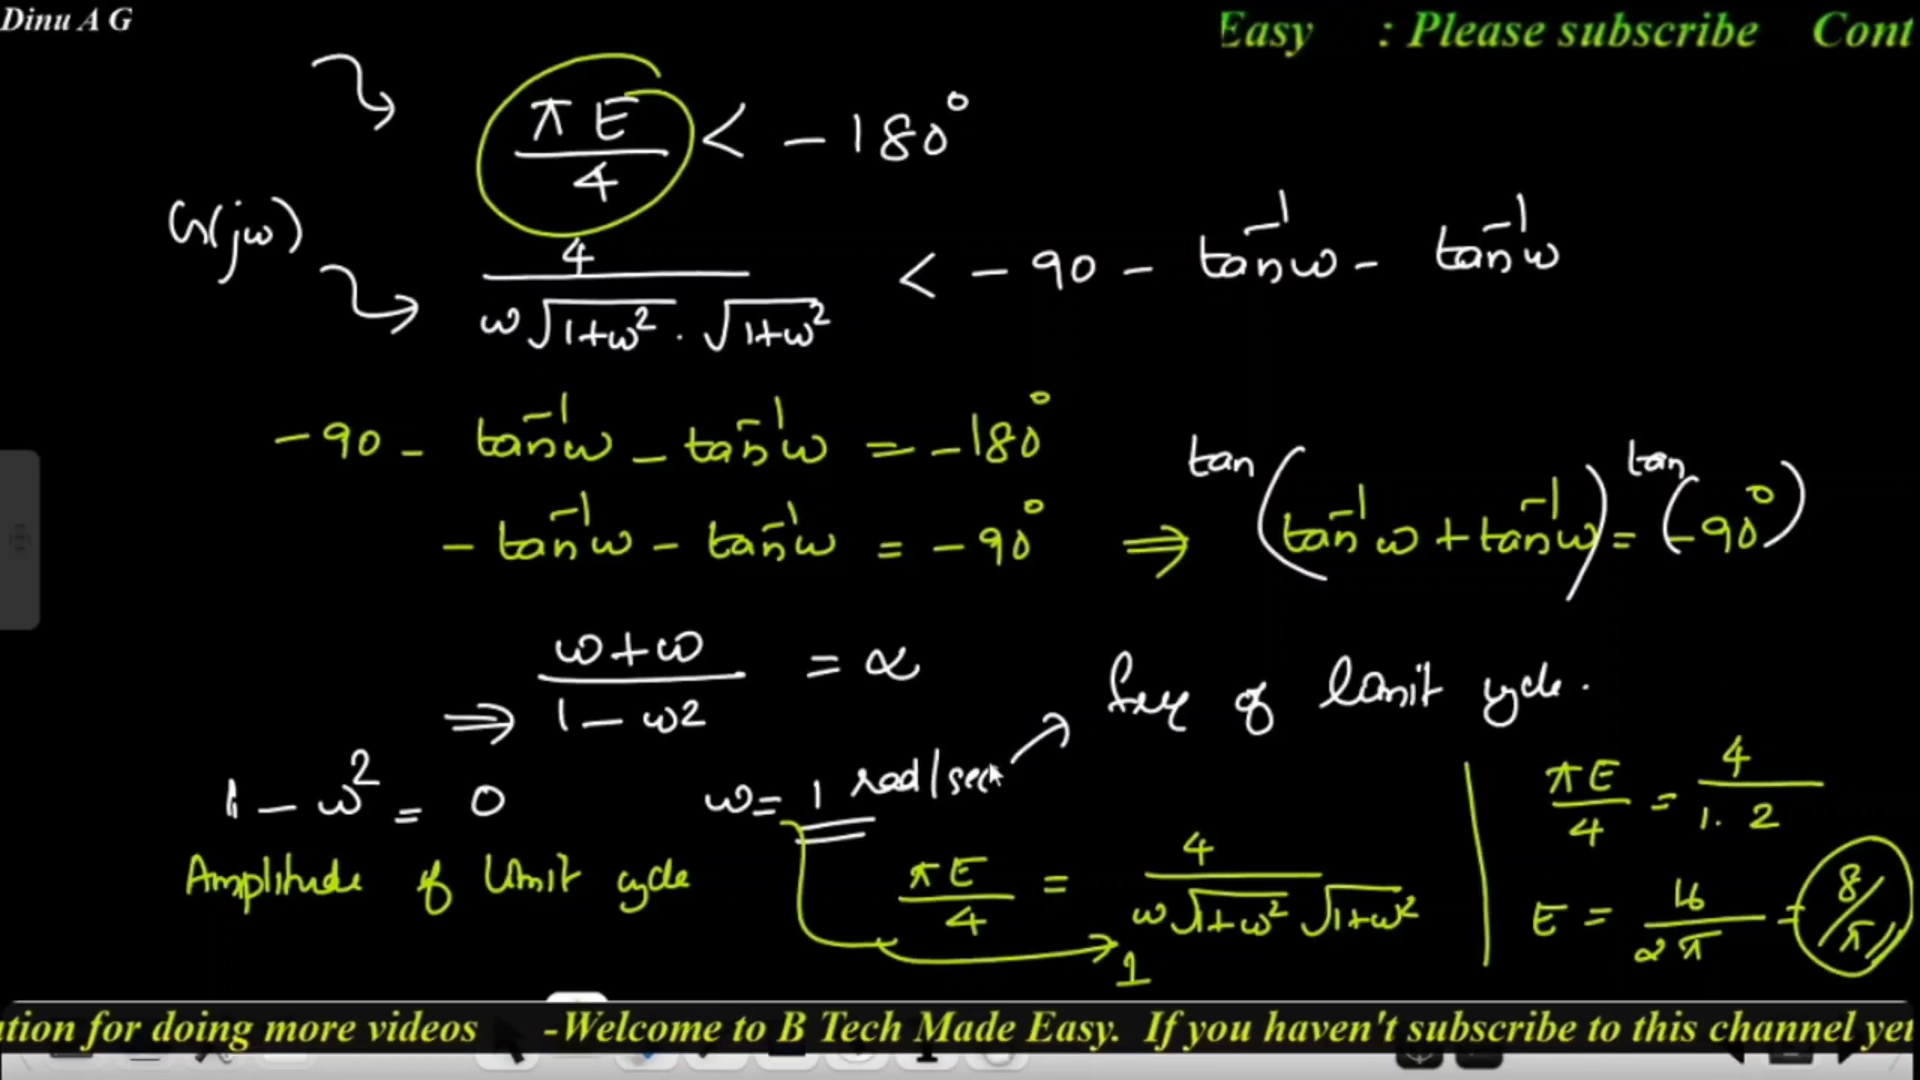 Dinu A G
Easy : Please subscribe Cont
πE/4 < -180°
G(jω)
4/(ω√(1+ω²) · √(1+ω²)) < -90 - tan⁻¹ω - tan⁻¹ω
-90 - tan⁻¹ω - tan⁻¹ω = -180°
-tan⁻¹ω - tan⁻¹ω = -90° ⇒ tan(tan⁻¹ω + tan⁻¹ω) = tan(-90°)
⇒ (ω+ω)/(1-ω2) = α
freq of limit cycle.
1 - ω² = 0 ω = 1 rad/sec
Amplitude of limit cycle
πE/4 = 4/(ω√(1+ω²) √(1+ω²))
1
πE/4 = 4/(1. 2)
E = 16/2π = 8/π
ution for doing more videos -Welcome to B Tech Made Easy. If you haven't subscribe to this channel yet